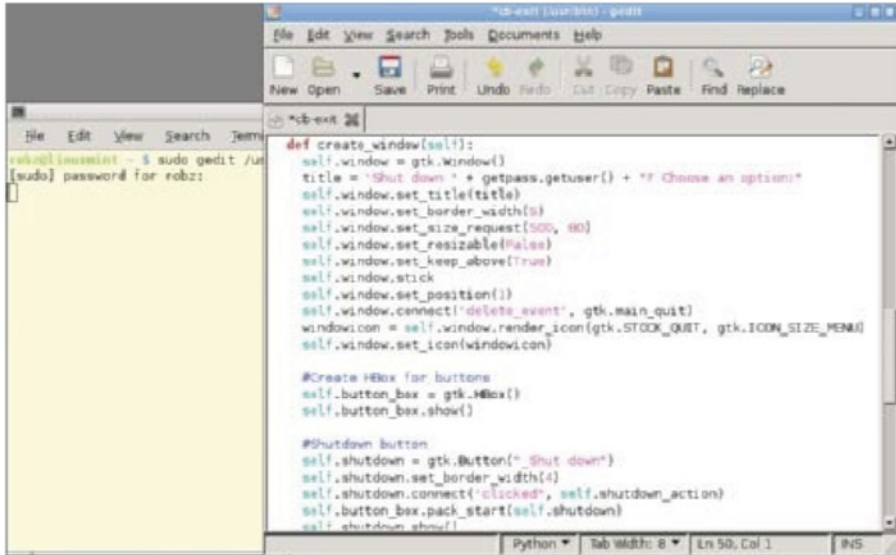 *cb-exit (/usr/bin) - gedit
File Edit View Search Tools Documents Help
New Open Save Print Undo Redo Cut Copy Paste Find Replace
*cb-exit
File Edit View Search Termi
robz@linuxmint ~ $ sudo gedit /us
[sudo] password for robz:
def create_window(self):
self.window = gtk.Window()
title = "Shut down " + getpass.getuser() + "? Choose an option:"
self.window.set_title(title)
self.window.set_border_width(5)
self.window.set_size_request(500, 80)
self.window.set_resizable(False)
self.window.set_keep_above(True)
self.window.stick
self.window.set_position(1)
self.window.connect("delete_event", gtk.main_quit)
windowicon = self.window.render_icon(gtk.STOCK_QUIT, gtk.ICON_SIZE_MENU)
self.window.set_icon(windowicon)
#Create HBox for buttons
self.button_box = gtk.HBox()
self.button_box.show()
#Shutdown button
self.shutdown = gtk.Button("_Shut down")
self.shutdown.set_border_width(4)
self.shutdown.connect("clicked", self.shutdown_action)
self.button_box.pack_start(self.shutdown)
self.shutdown.show()
Python Tab Width: 8 Ln 50, Col 1 INS